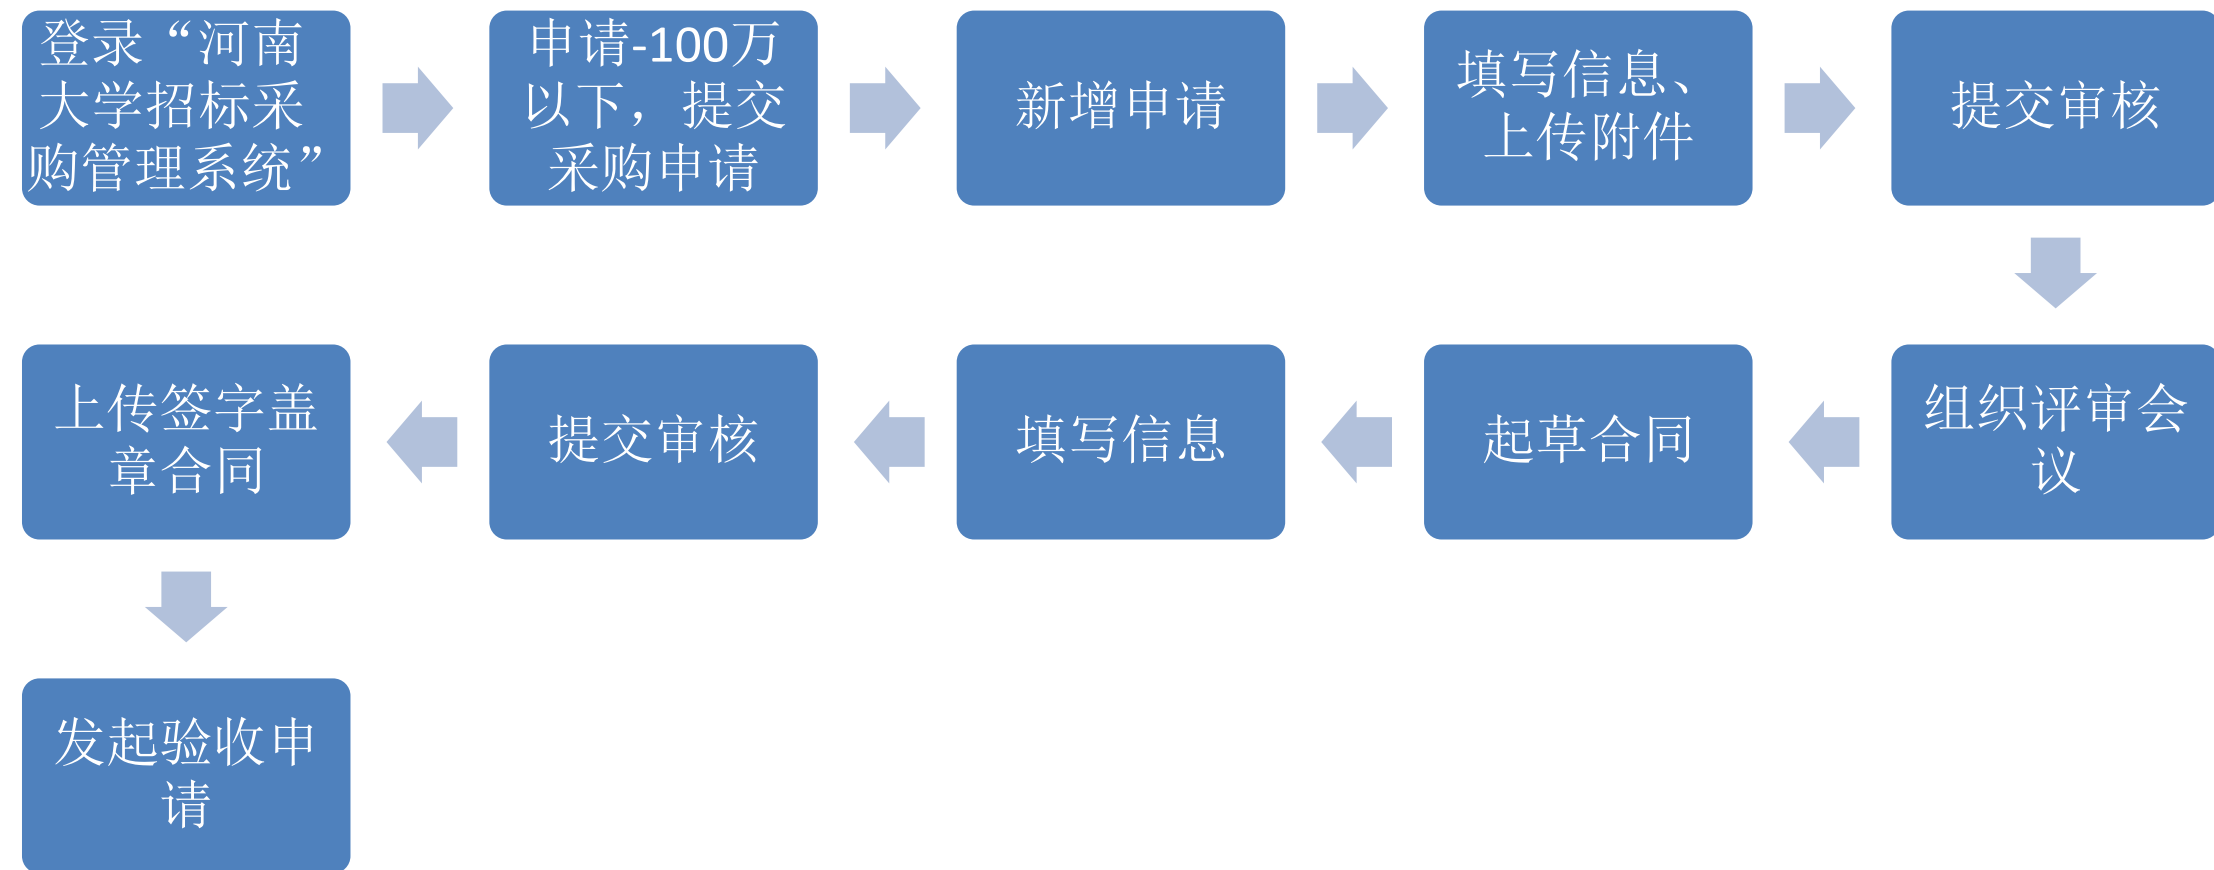 登录“河南
大学招标采
购管理系统”
申请-100万
以下，提交
采购申请
新增申请
填写信息、
上传附件
提交审核
组织评审会
议
起草合同
填写信息
提交审核
上传签字盖
章合同
发起验收申
请